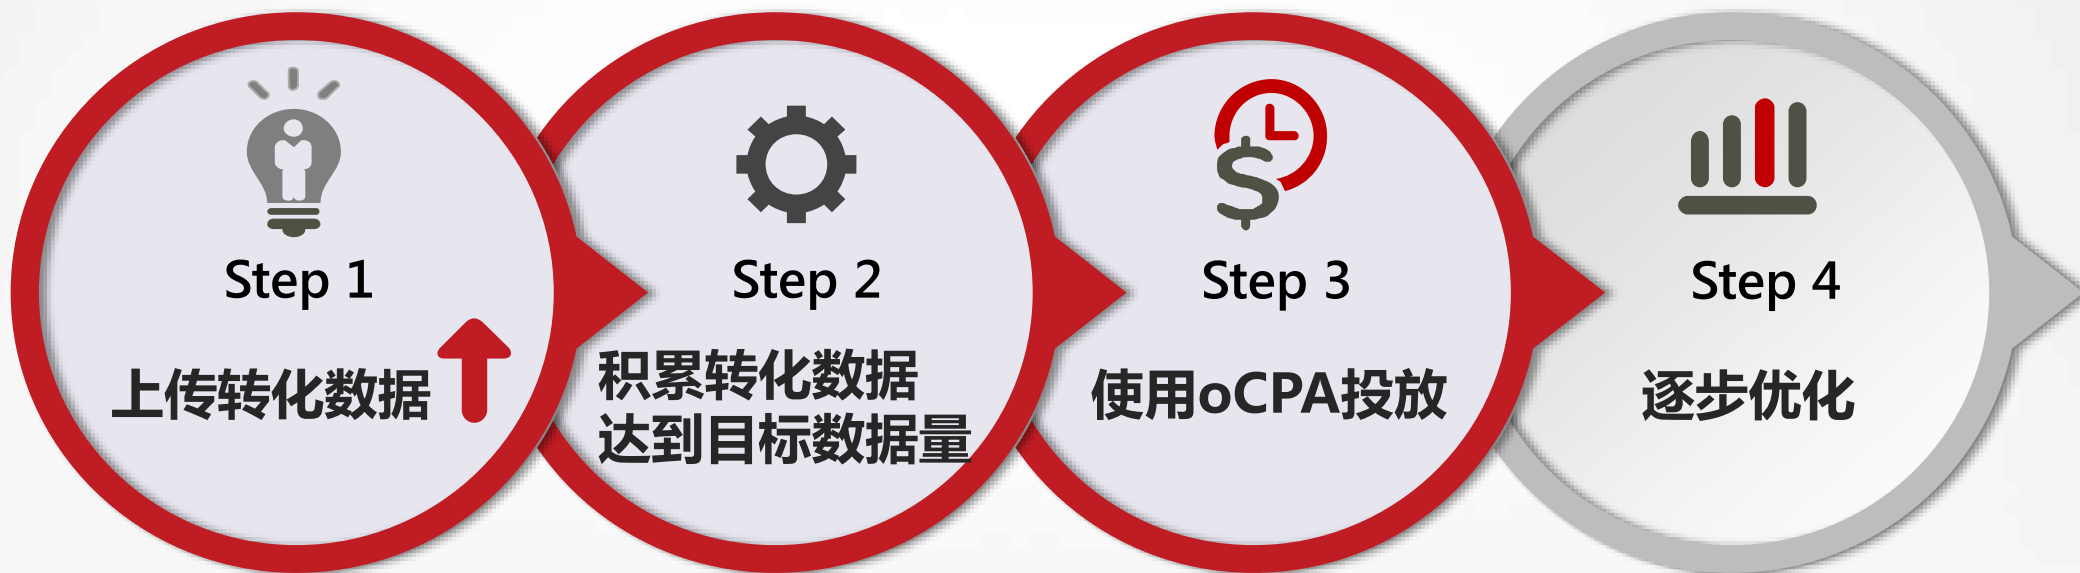 Step 1
上传转化数据
Step 2
积累转化数据
达到目标数据量
Step 3
使用oCPA投放
Step 4
逐步优化